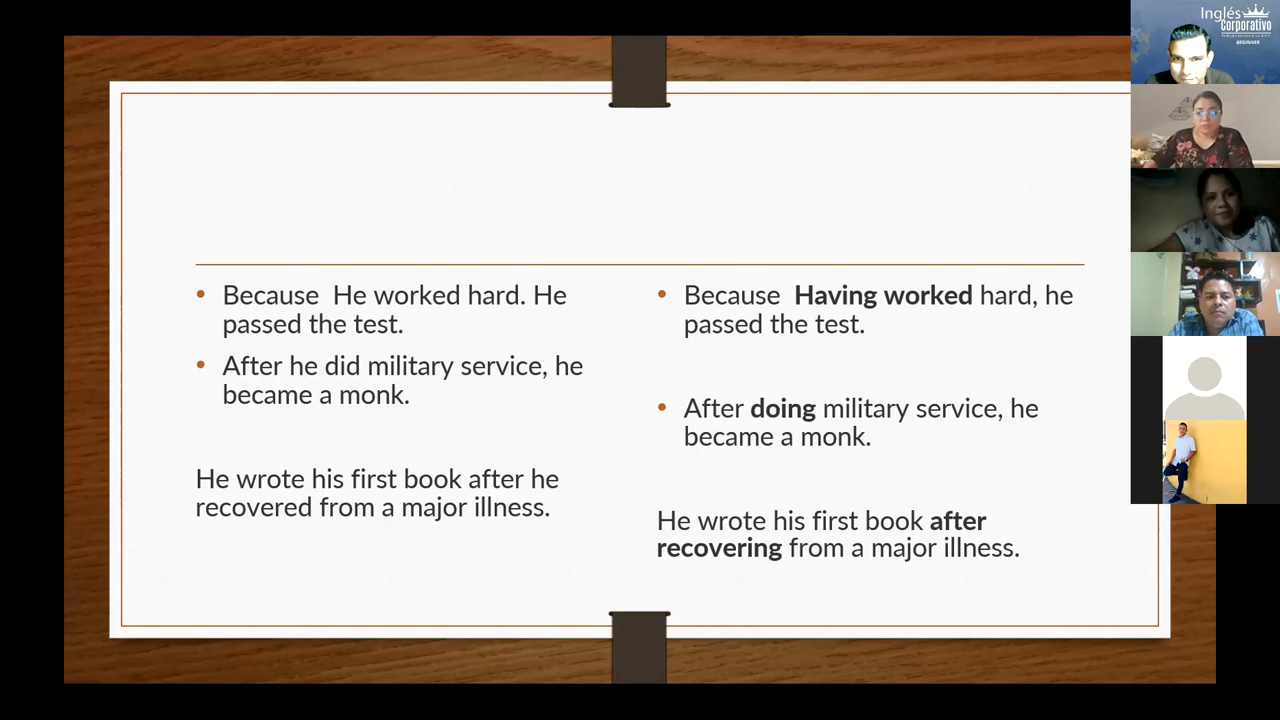 Because  He worked hard. He
passed the test.
After he did military service, he
became a monk.
He wrote his first book after he
recovered from a major illness.
Because  Having worked hard, he
passed the test.
After doing military service, he
became a monk.
He wrote his first book after
recovering from a major illness.
Inglés
Corporativo
BEGINNER